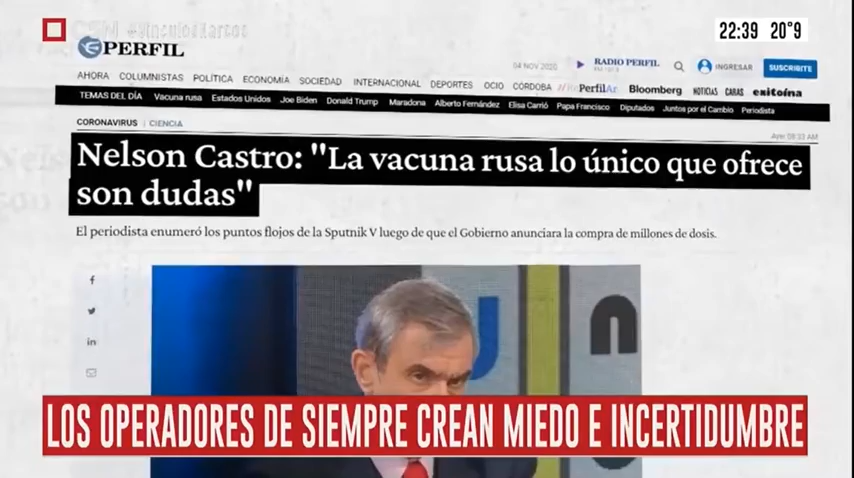 22:39 20°9
PERFIL
04 NOV 2020 RADIO PERFIL INGRESAR SUSCRIBITE
AHORA COLUMNISTAS POLÍTICA ECONOMÍA SOCIEDAD INTERNACIONAL DEPORTES OCIO CÓRDOBA PerfilAr Bloomberg NOTICIAS CARAS exitoína
TEMAS DEL DÍA Vacuna rusa Estados Unidos Joe Biden Donald Trump Maradona Alberto Fernández Elisa Carrió Papa Francisco Diputados Juntos por el Cambio Periodista
CORONAVIRUS | CIENCIA
Ayer 08:33 AM
Nelson Castro: "La vacuna rusa lo único que ofrece
son dudas"
El periodista enumeró los puntos flojos de la Sputnik V luego de que el Gobierno anunciara la compra de millones de dosis.
LOS OPERADORES DE SIEMPRE CREAN MIEDO E INCERTIDUMBRE